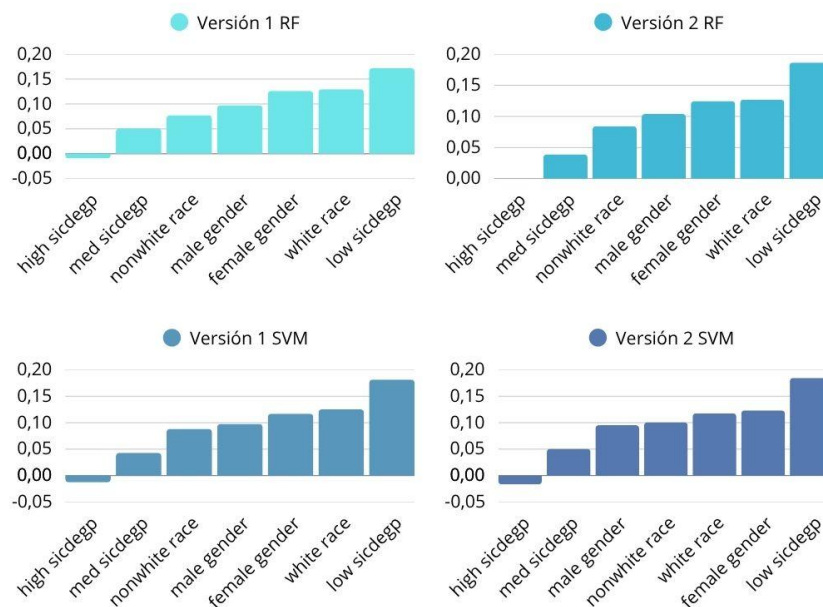 Versión 1 RF
0,20
0,15
0,10
0,05
0,00
-0,05
high sicdegp
med sicdegp
nonwhite race
male gender
female gender
white race
low sicdegp
Versión 2 RF
0,20
0,15
0,10
0,05
0,00
high sicdegp
med sicdegp
nonwhite race
male gender
female gender
white race
low sicdegp
Versión 1 SVM
0,20
0,15
0,10
0,05
0,00
-0,05
high sicdegp
med sicdegp
nonwhite race
male gender
female gender
white race
low sicdegp
Versión 2 SVM
0,20
0,15
0,10
0,05
0,00
-0,05
high sicdegp
med sicdegp
male gender
nonwhite race
white race
female gender
low sicdegp